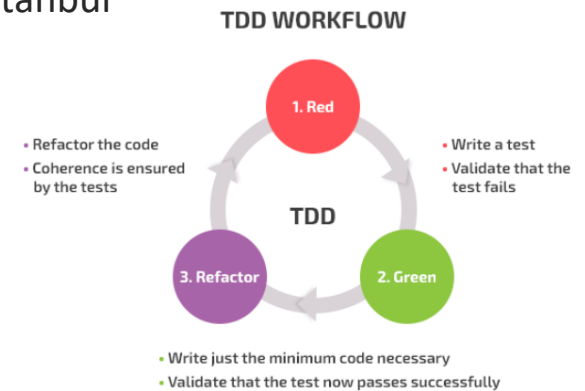 tanbul
TDD WORKFLOW
1. Red
• Refactor the code
• Coherence is ensured
by the tests
• Write a test
• Validate that the
test fails
TDD
3. Refactor
2. Green
• Write just the minimum code necessary
• Validate that the test now passes successfully